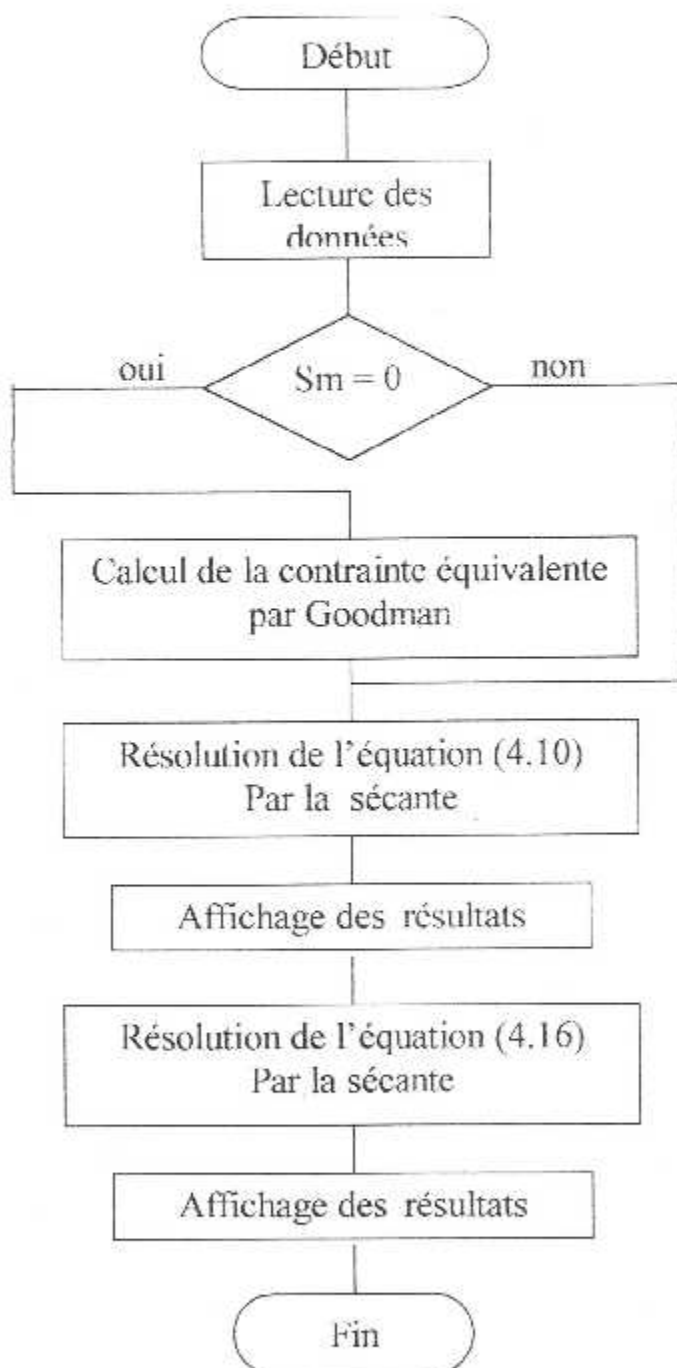 Début
Lecture des
données
oui
Sm = 0
non
Calcul de la contrainte équivalente
par Goodman
Résolution de l'équation (4.10)
Par la sécante
Affichage des résultats
Résolution de l'équation (4.16)
Par la sécante
Affichage des résultats
Fin